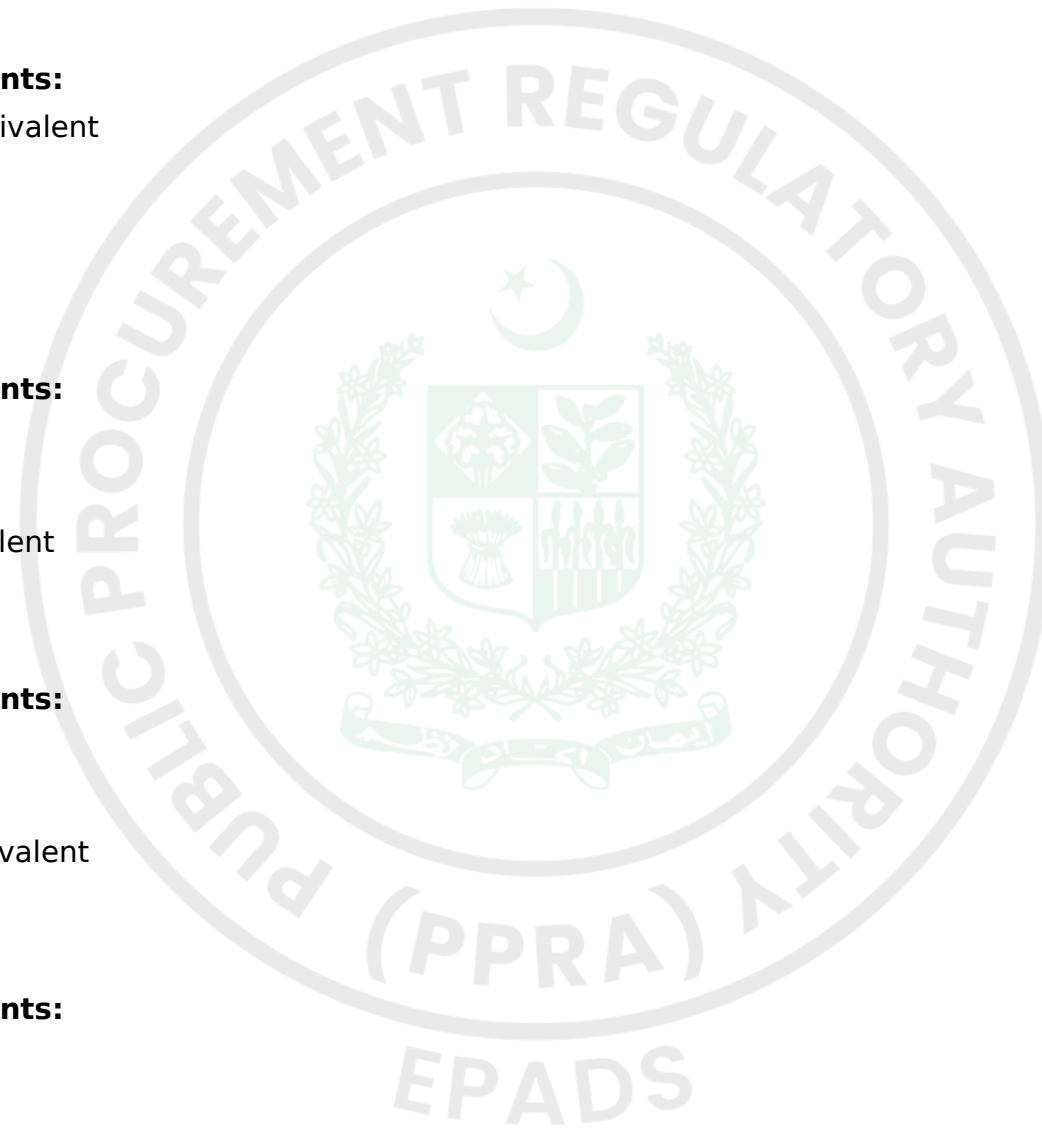 nts:
ivalent
nts:
lent
nts:
valent
nts:
PUBLIC PROCUREMENT REGULATORY AUTHORITY
(PPRA)
EPADS